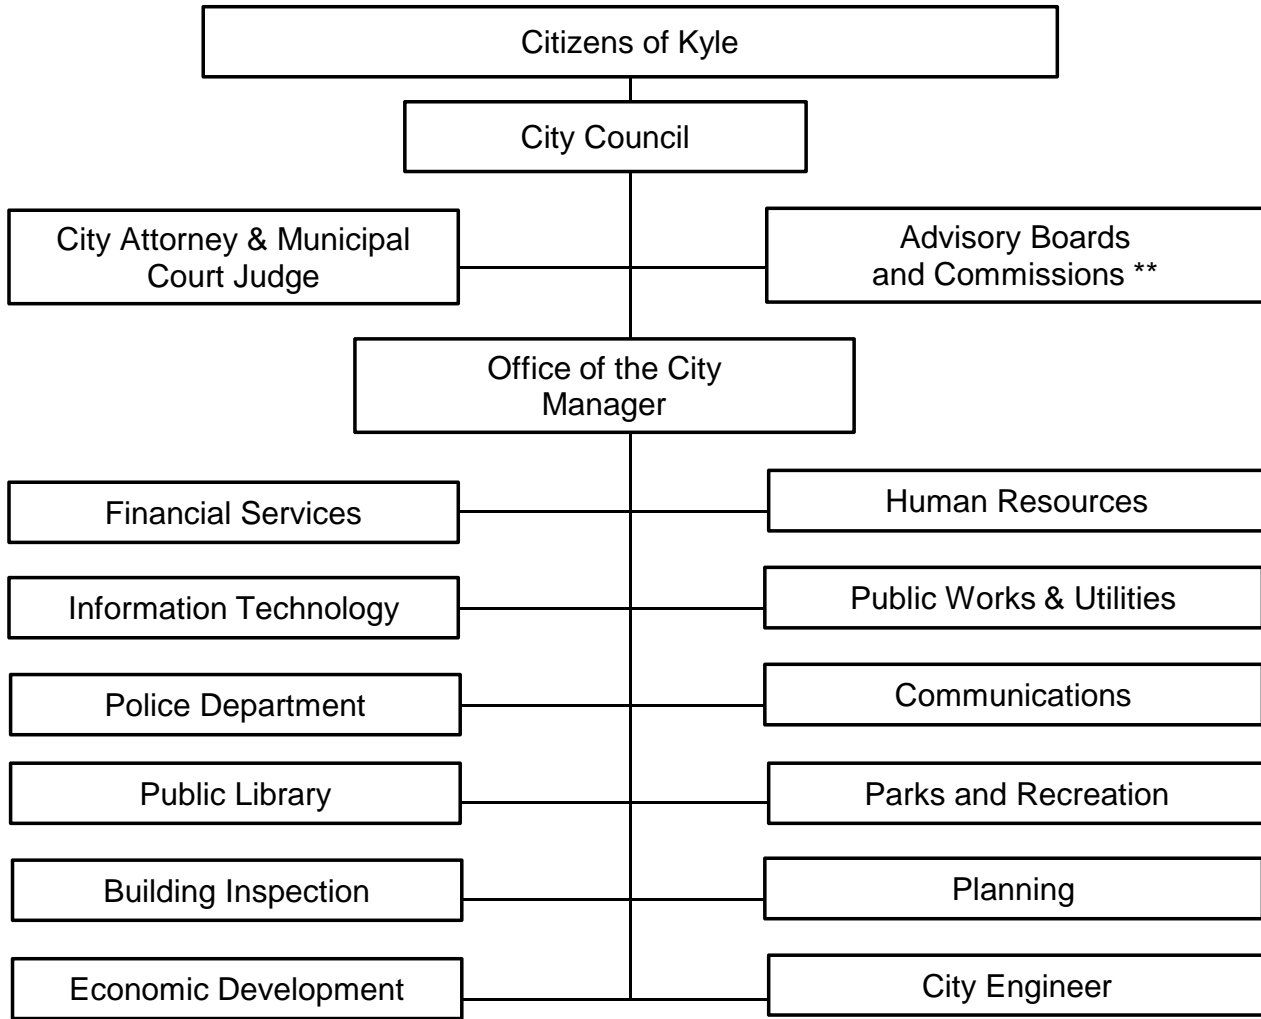 Citizens of Kyle
City Council
City Attorney & Municipal
Court Judge
Advisory Boards
and Commissions **
Office of the City
Manager
Financial Services
Human Resources
Information Technology
Public Works & Utilities
Police Department
Communications
Public Library
Parks and Recreation
Building Inspection
Planning
Economic Development
City Engineer